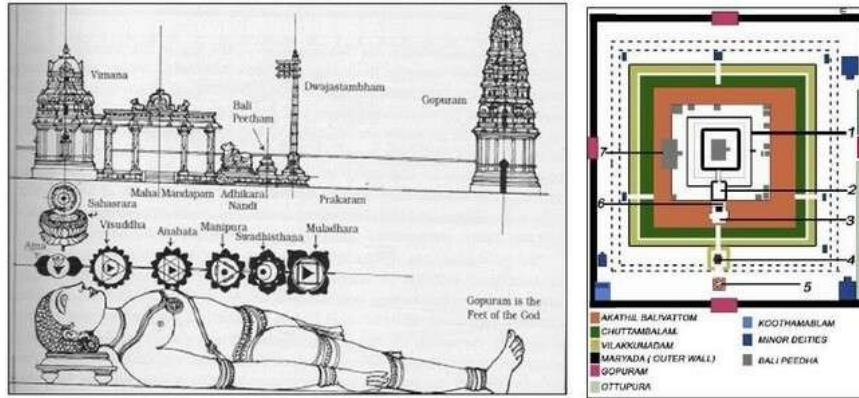 Vimana
Dwajastambham
Gopuram
Bali
Peetham
Maha Mandapam
Adhikarai
Nandi
Prakaram
Sahasrara
Ajna
Visuddha
Anahata
Manipura
Swadhisthana
Muladhara
Gopuram is the
Feet of the God
1
2
3
4
5
6
7
AKATHIL BALIVATTOM
CHUTTAMBALAM.
VILAKKUMADAM
MARYADA ( OUTER WALL )
GOPURAM
OTTUPURA
KOOTHAMABLAM
MINOR DEITIES
BALI PEEDHA